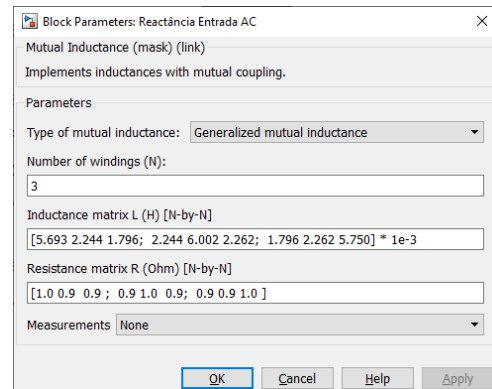 Block Parameters: Reactância Entrada AC
Mutual Inductance (mask) (link)
Implements inductances with mutual coupling.
Parameters
Type of mutual inductance: Generalized mutual inductance
Number of windings (N):
3
Inductance matrix L (H) [N-by-N]
[5.693 2.244 1.796; 2.244 6.002 2.262; 1.796 2.262 5.750] * 1e-3
Resistance matrix R (Ohm) [N-by-N]
[1.0 0.9 0.9 ; 0.9 1.0 0.9; 0.9 0.9 1.0 ]
Measurements None
OK Cancel Help Apply